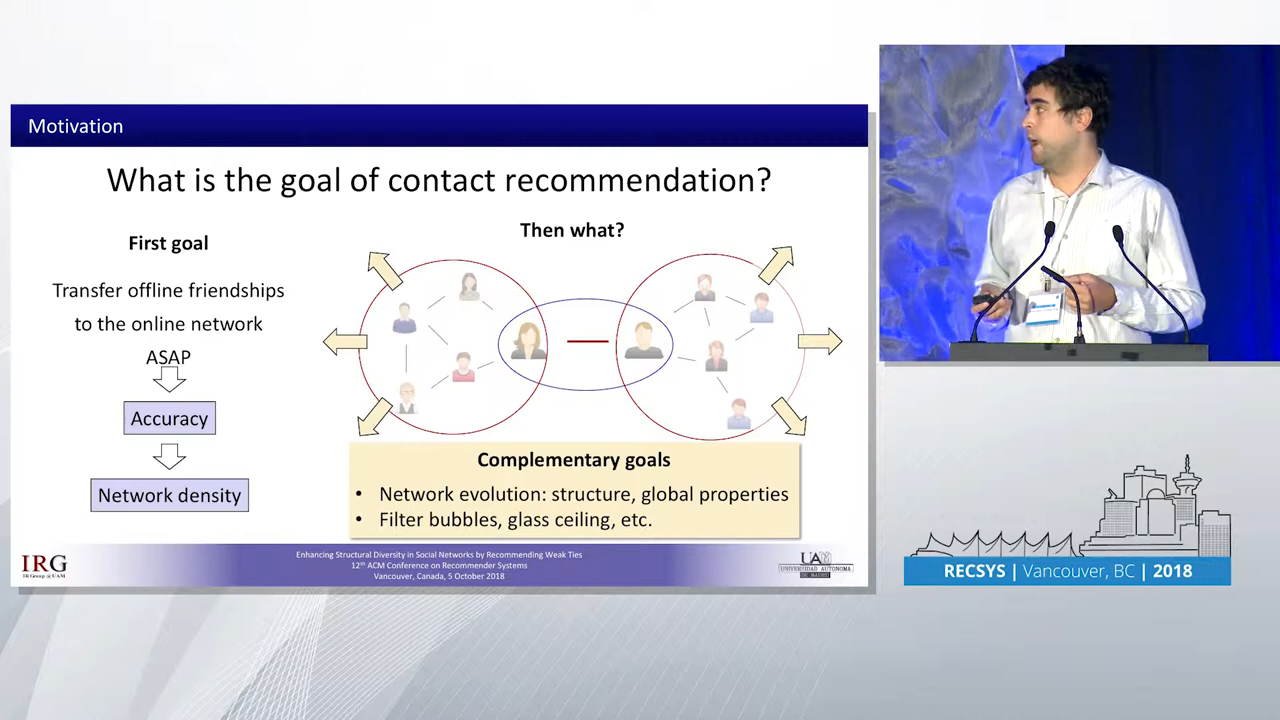 Motivation
What is the goal of contact recommendation?
First goal
Transfer offline friendships
to the online network
ASAP
Accuracy
Network density
Then what?
Complementary goals
• Network evolution: structure, global properties
• Filter bubbles, glass ceiling, etc.
IRG
IR Group @ UAM
Enhancing Structural Diversity in Social Networks by Recommending Weak Ties
12th ACM Conference on Recommender Systems
Vancouver, Canada, 5 October 2018
UAM
UNIVERSIDAD AUTONOMA
DE MADRID
RECSYS | Vancouver, BC | 2018